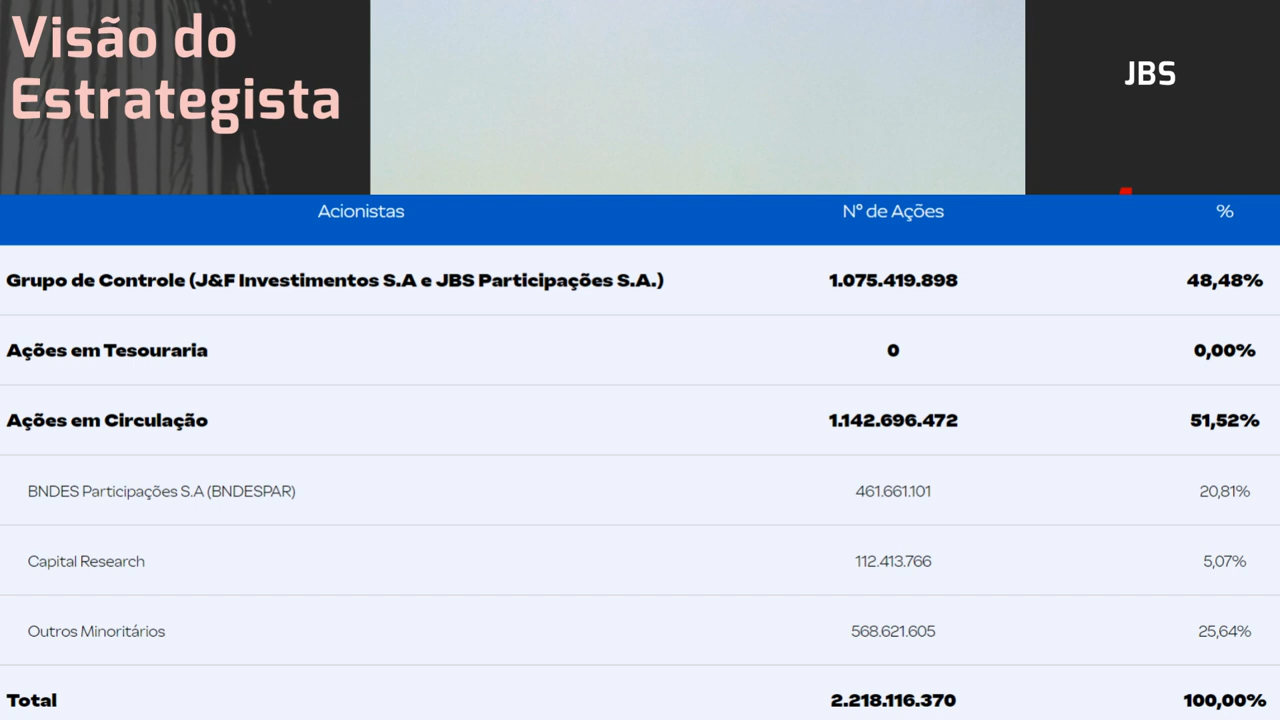 Visão do
Estrategista
JBS
Acionistas Nº de Ações %
Grupo de Controle (J&F Investimentos S.A e JBS Participações S.A.) 1.075.419.898 48,48%
Ações em Tesouraria 0 0,00%
Ações em Circulação 1.142.696.472 51,52%
BNDES Participações S.A (BNDESPAR) 461.661.101 20,81%
Capital Research 112.413.766 5,07%
Outros Minoritários 568.621.605 25,64%
Total 2.218.116.370 100,00%